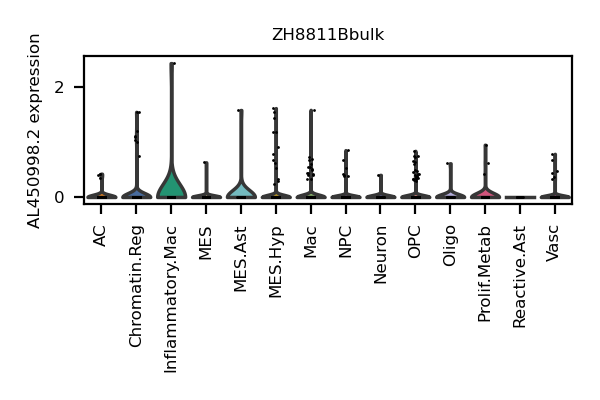 ZH8811Bbulk
AL450998.2 expression
2
0
AC
Chromatin.Reg
Inflammatory.Mac
MES
MES.Ast
MES.Hyp
Mac
NPC
Neuron
OPC
Oligo
Prolif.Metab
Reactive.Ast
Vasc